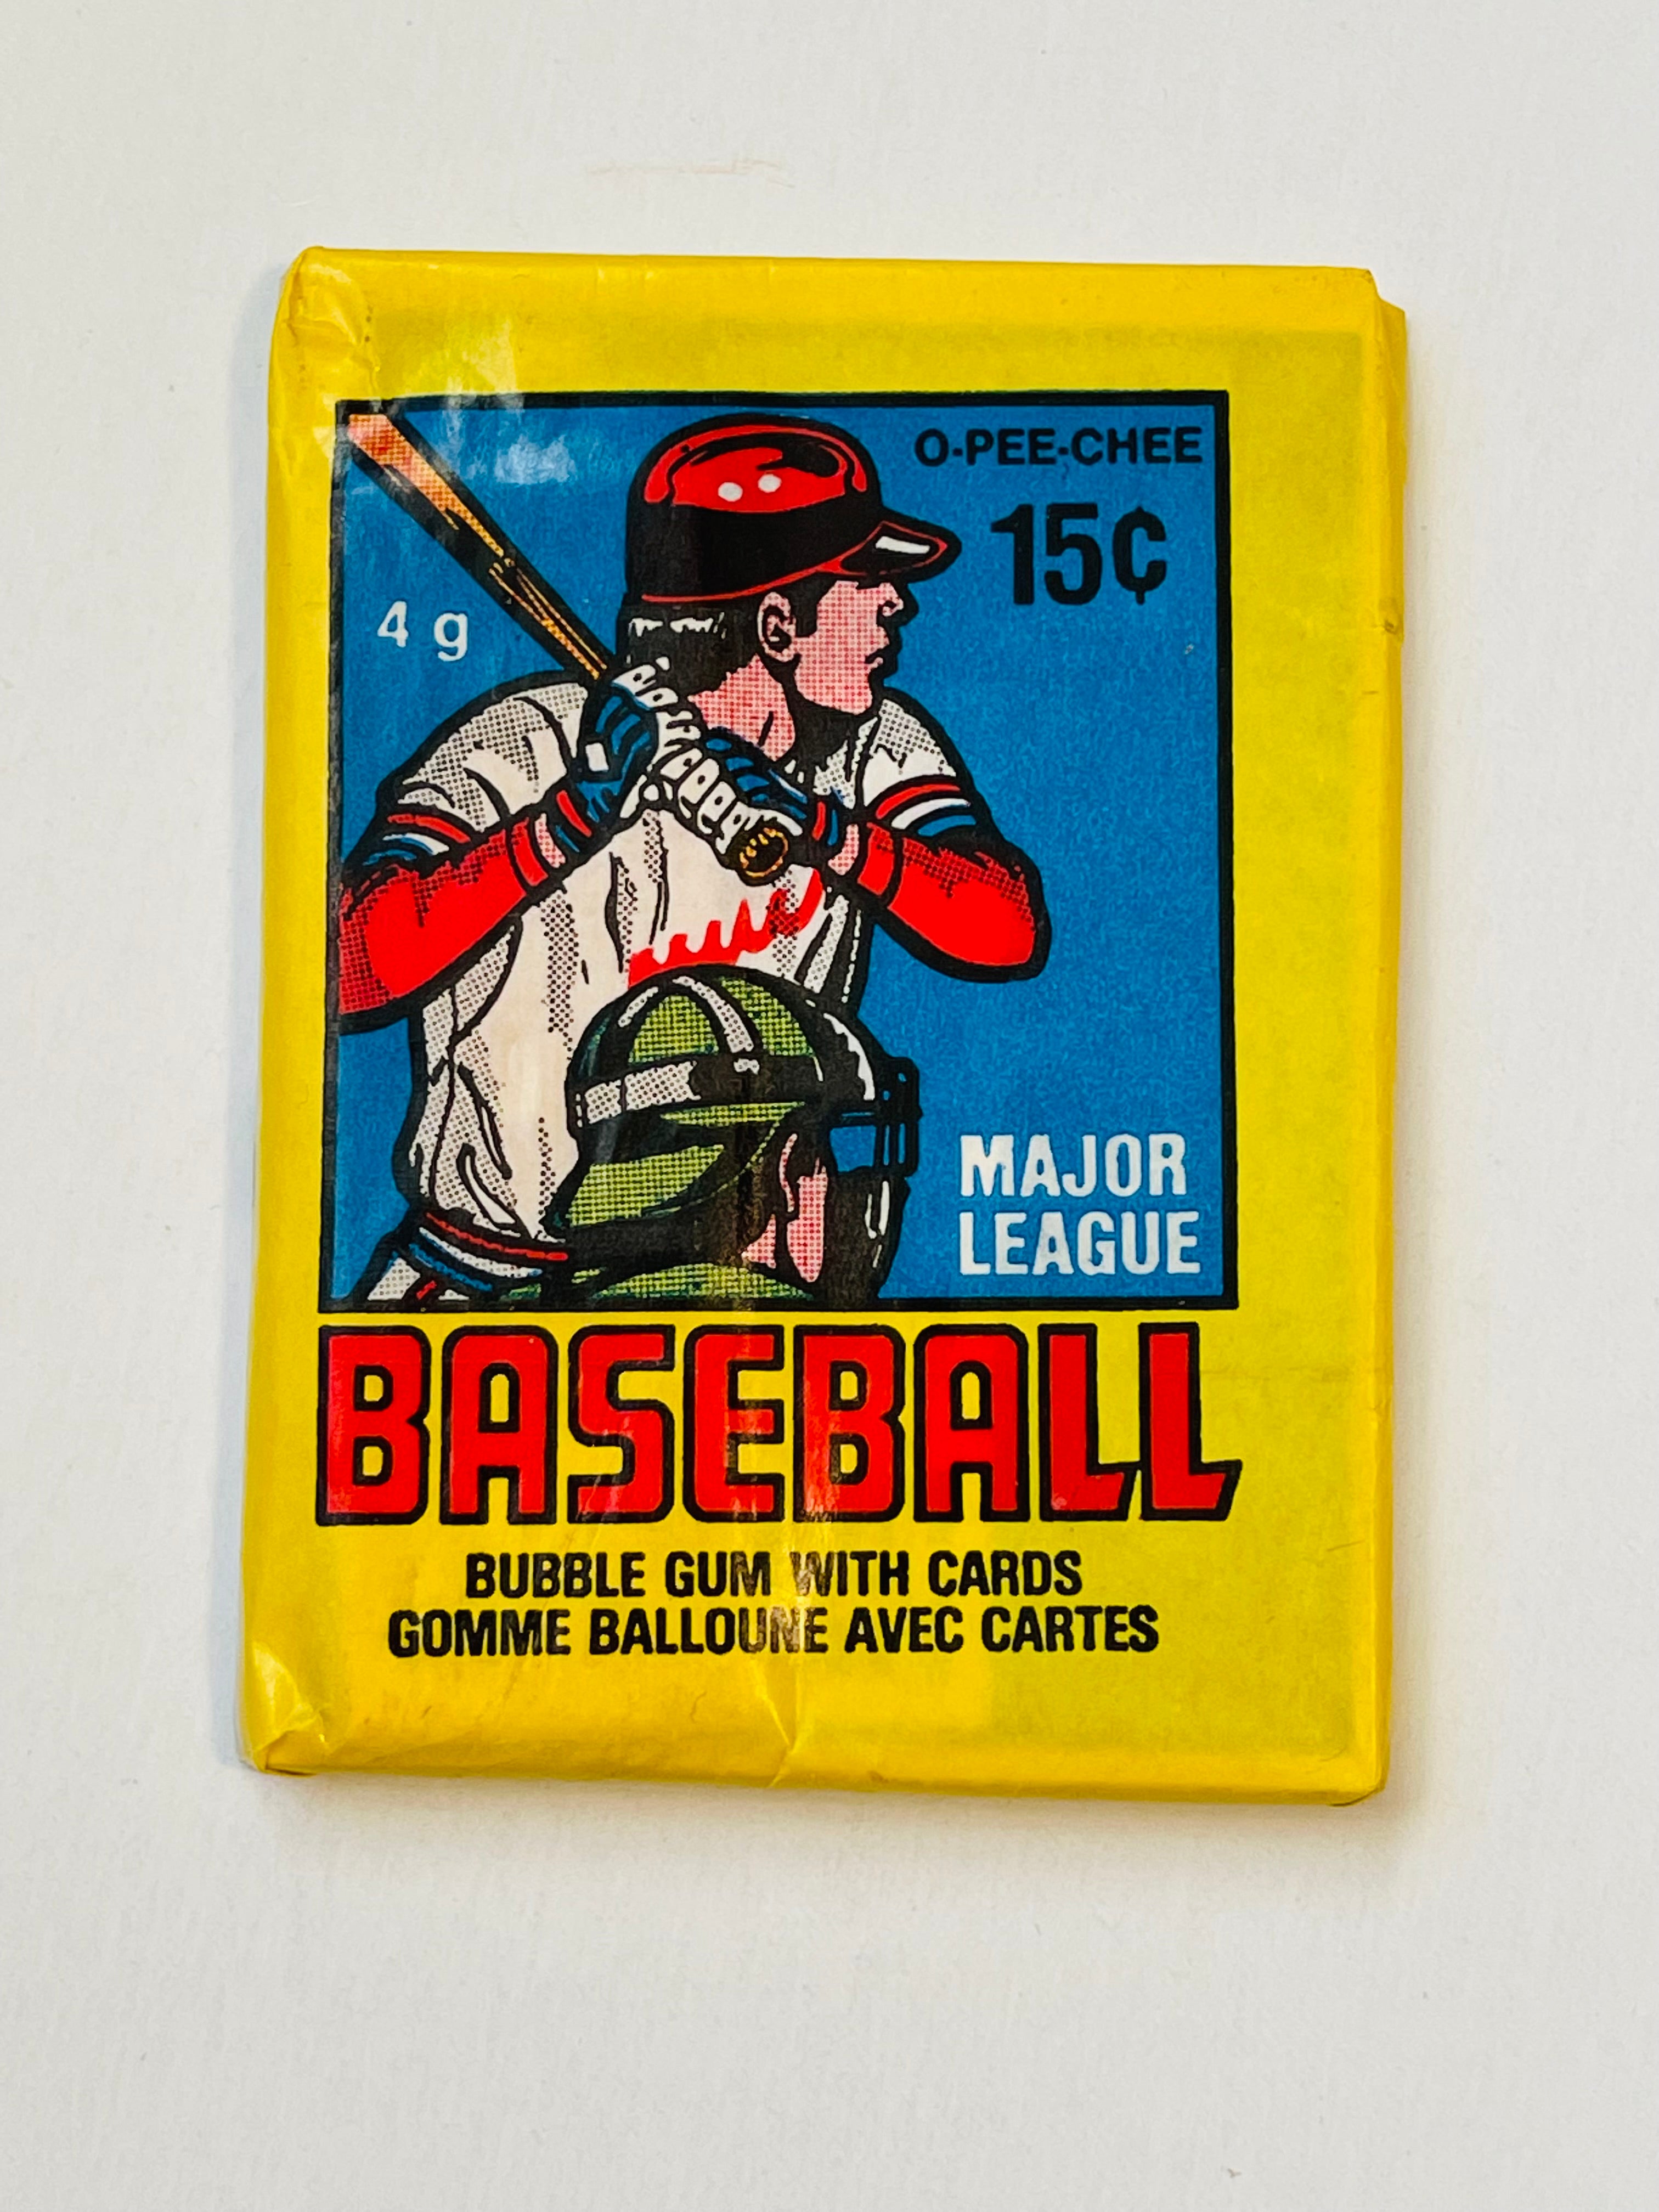 O-PEE-CHEE
15¢
4 g
MAJOR
LEAGUE
BASEBALL
BUBBLE GUM WITH CARDS
GOMME BALLOUNE AVEC CARTES